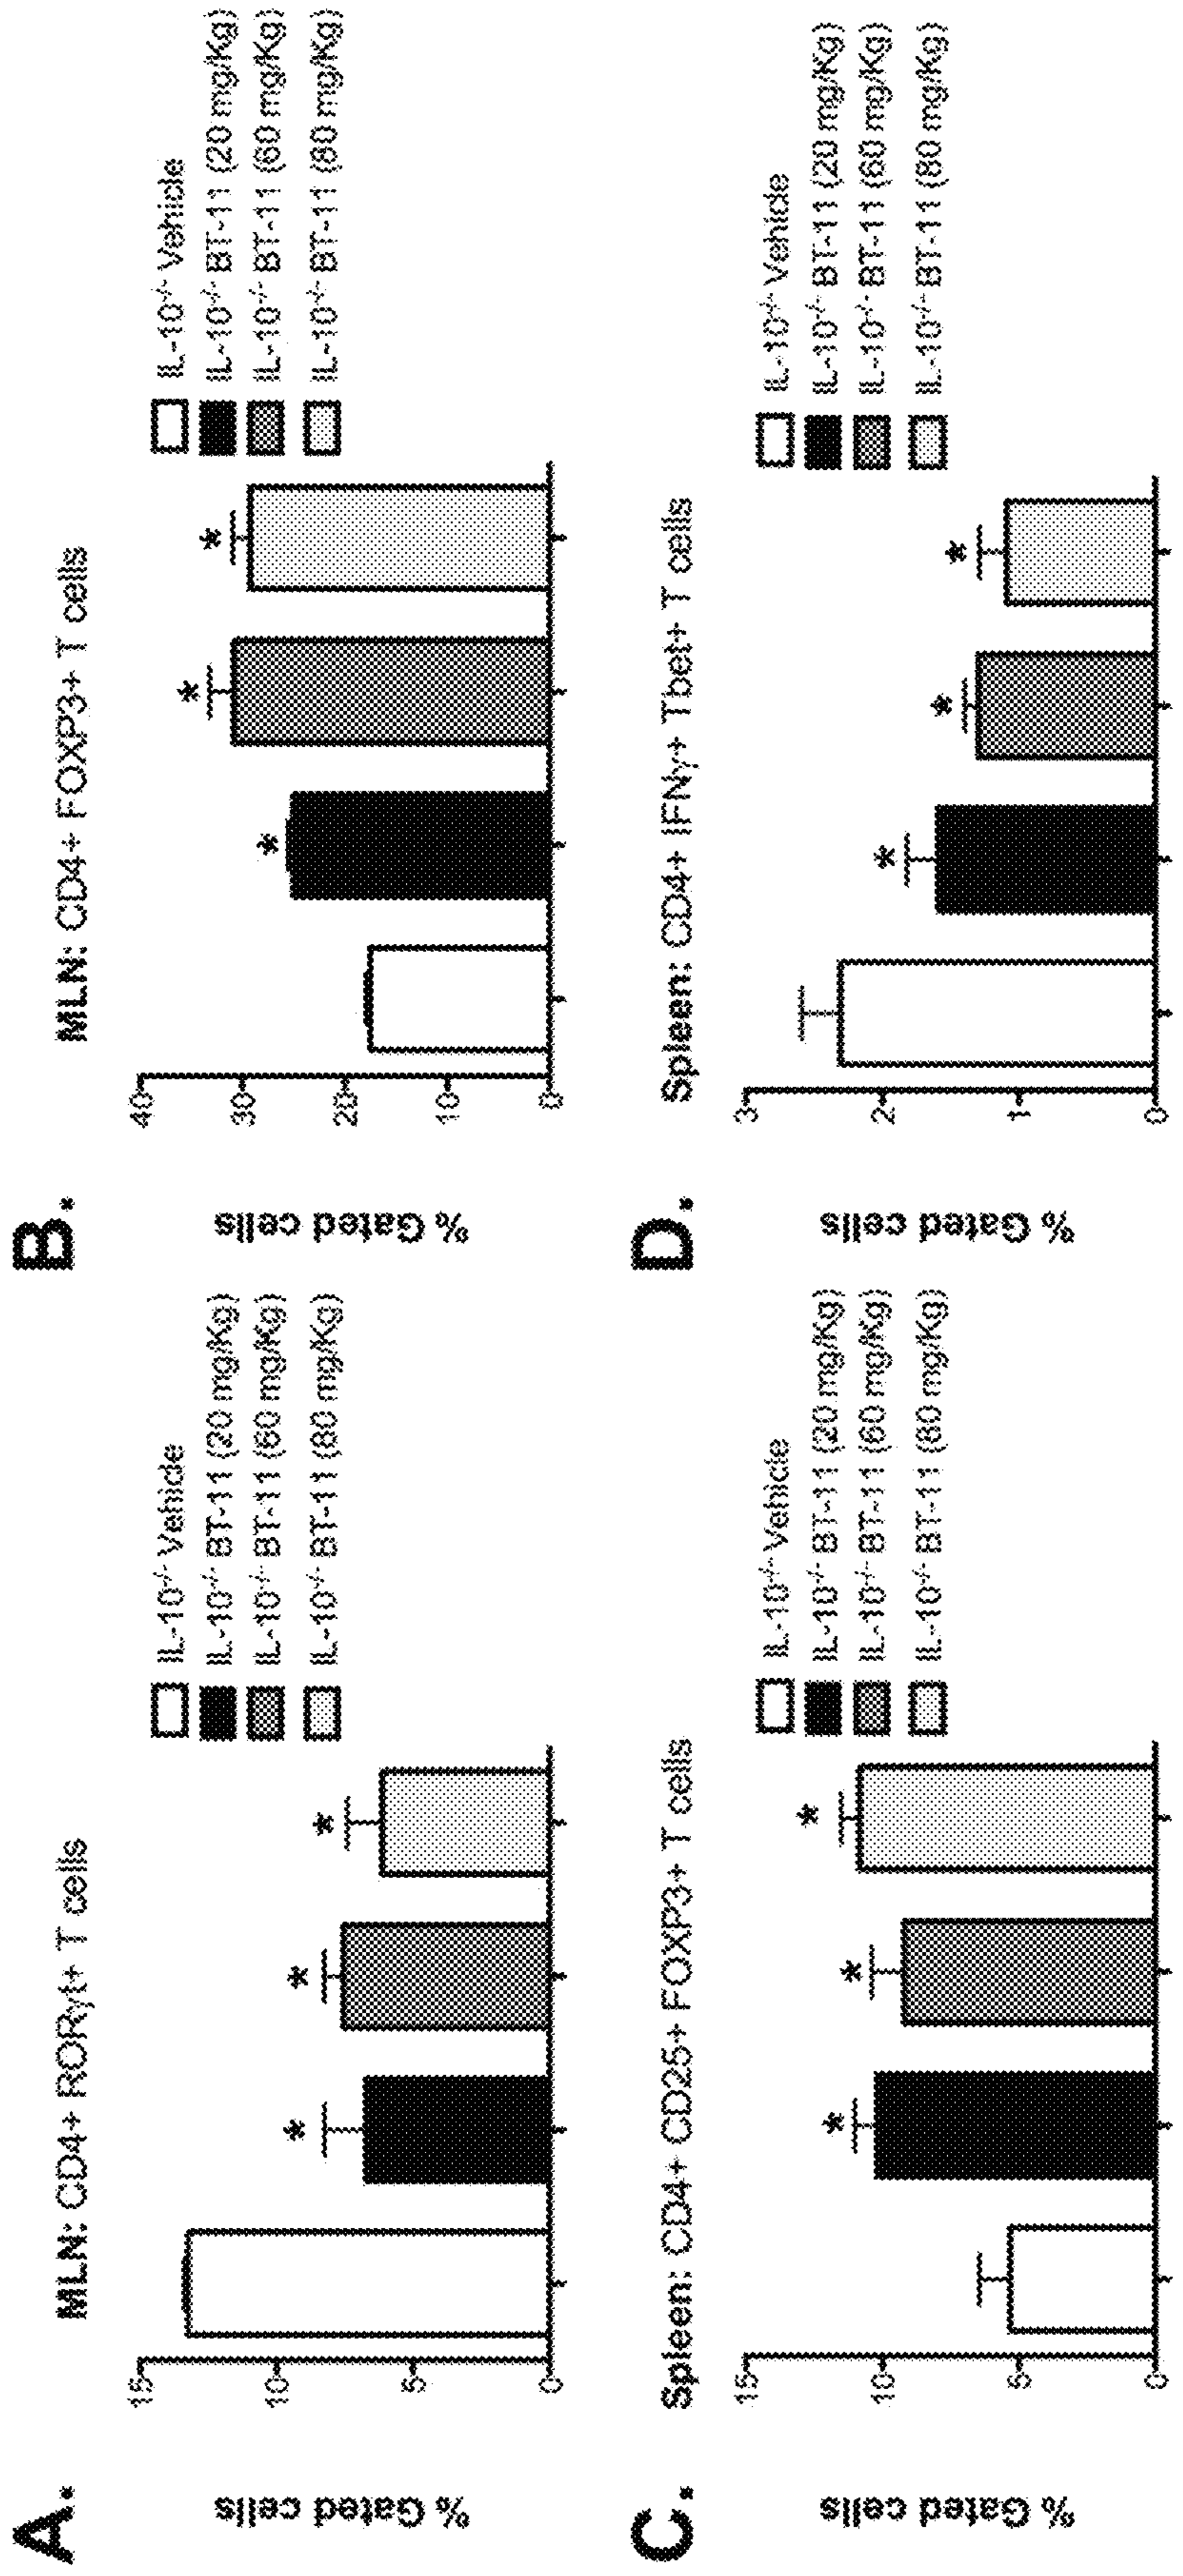 A.
MLN: CD4+ RORγt+ T cells
% Gated cells
15
10
5
0
*
*
*
IL-10-/- Vehicle
IL-10-/- BT-11 (20 mg/Kg)
IL-10-/- BT-11 (60 mg/Kg)
IL-10-/- BT-11 (80 mg/Kg)
B.
MLN: CD4+ FOXP3+ T cells
% Gated cells
40
30
20
10
0
*
*
*
IL-10-/- Vehicle
IL-10-/- BT-11 (20 mg/Kg)
IL-10-/- BT-11 (60 mg/Kg)
IL-10-/- BT-11 (80 mg/Kg)
C.
Spleen: CD4+ CD25+ FOXP3+ T cells
% Gated cells
15
10
5
0
*
*
*
IL-10-/- Vehicle
IL-10-/- BT-11 (20 mg/Kg)
IL-10-/- BT-11 (60 mg/Kg)
IL-10-/- BT-11 (80 mg/Kg)
D.
Spleen: CD4+ IFNγ+ Tbet+ T cells
% Gated cells
3
2
1
0
*
*
*
IL-10-/- Vehicle
IL-10-/- BT-11 (20 mg/Kg)
IL-10-/- BT-11 (60 mg/Kg)
IL-10-/- BT-11 (80 mg/Kg)